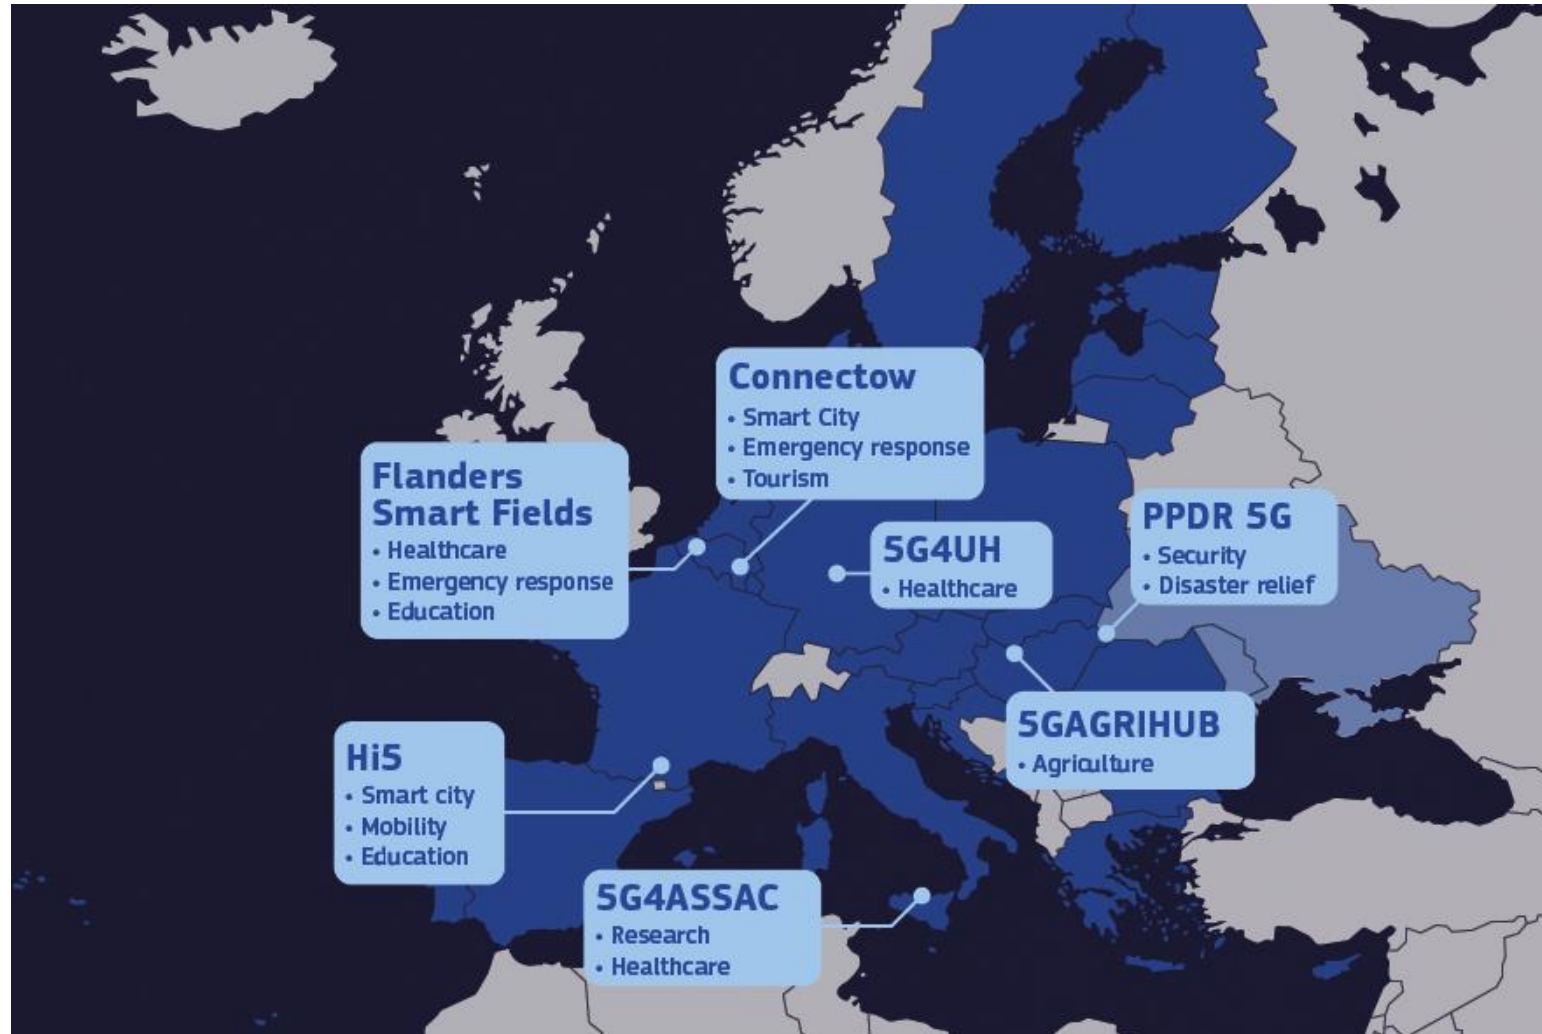 Connectow
• Smart City
• Emergency response
• Tourism
Flanders
Smart Fields
• Healthcare
• Emergency response
• Education
5G4UH
• Healthcare
PPDR 5G
• Security
• Disaster relief
5GAGRIHUB
• Agriculture
Hi5
• Smart city
• Mobility
• Education
5G4ASSAC
• Research
• Healthcare